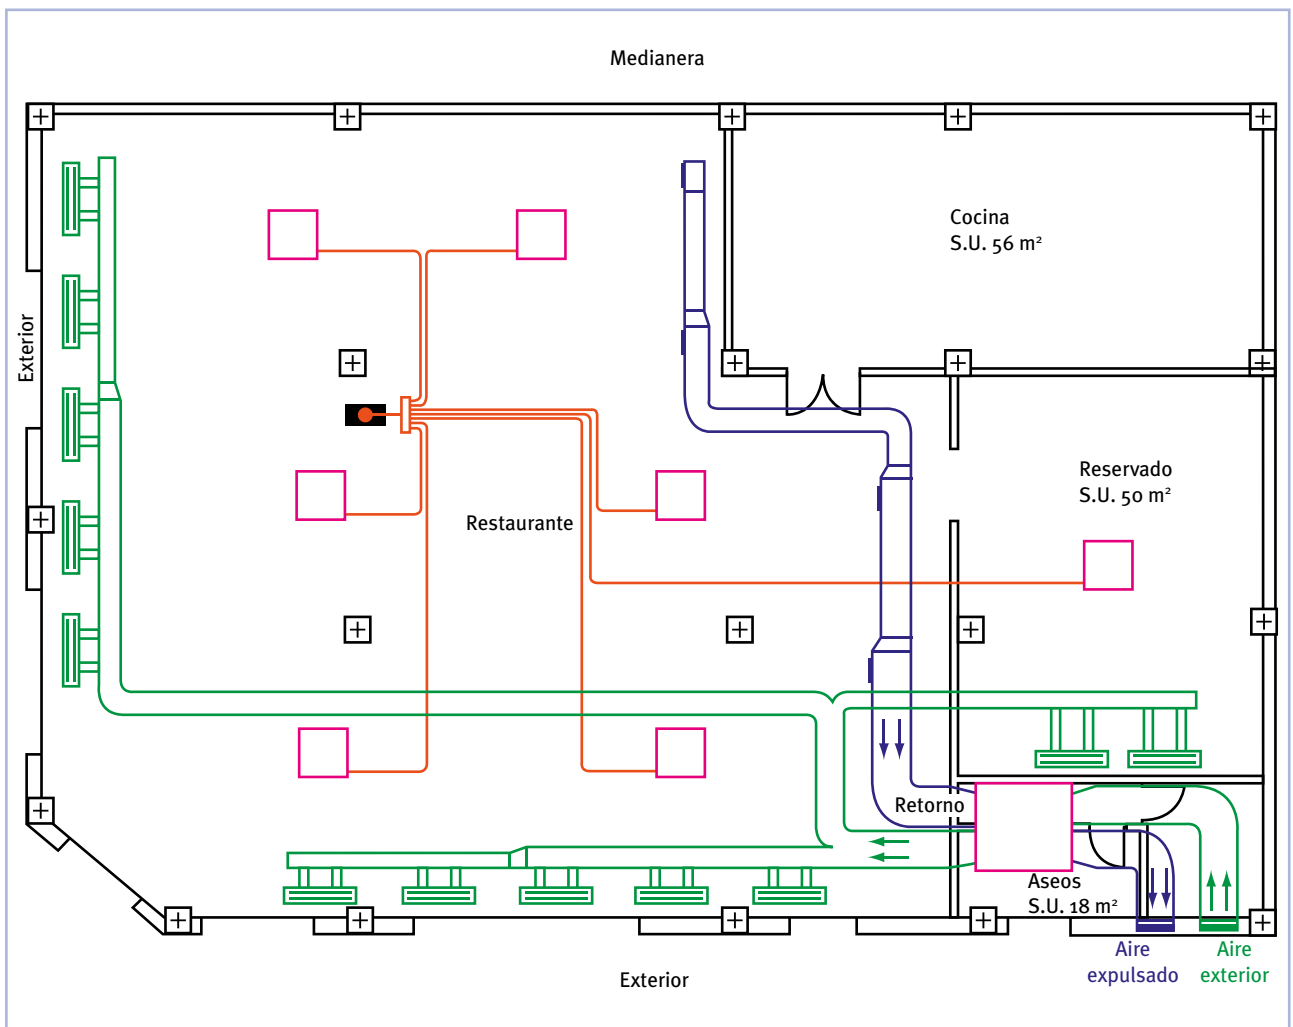 Medianera
Cocina
S.U. 56 m²
Exterior
Reservado
S.U. 50 m²
Restaurante
Retorno
Aseos
S.U. 18 m²
Aire
expulsado
Aire
exterior
Exterior